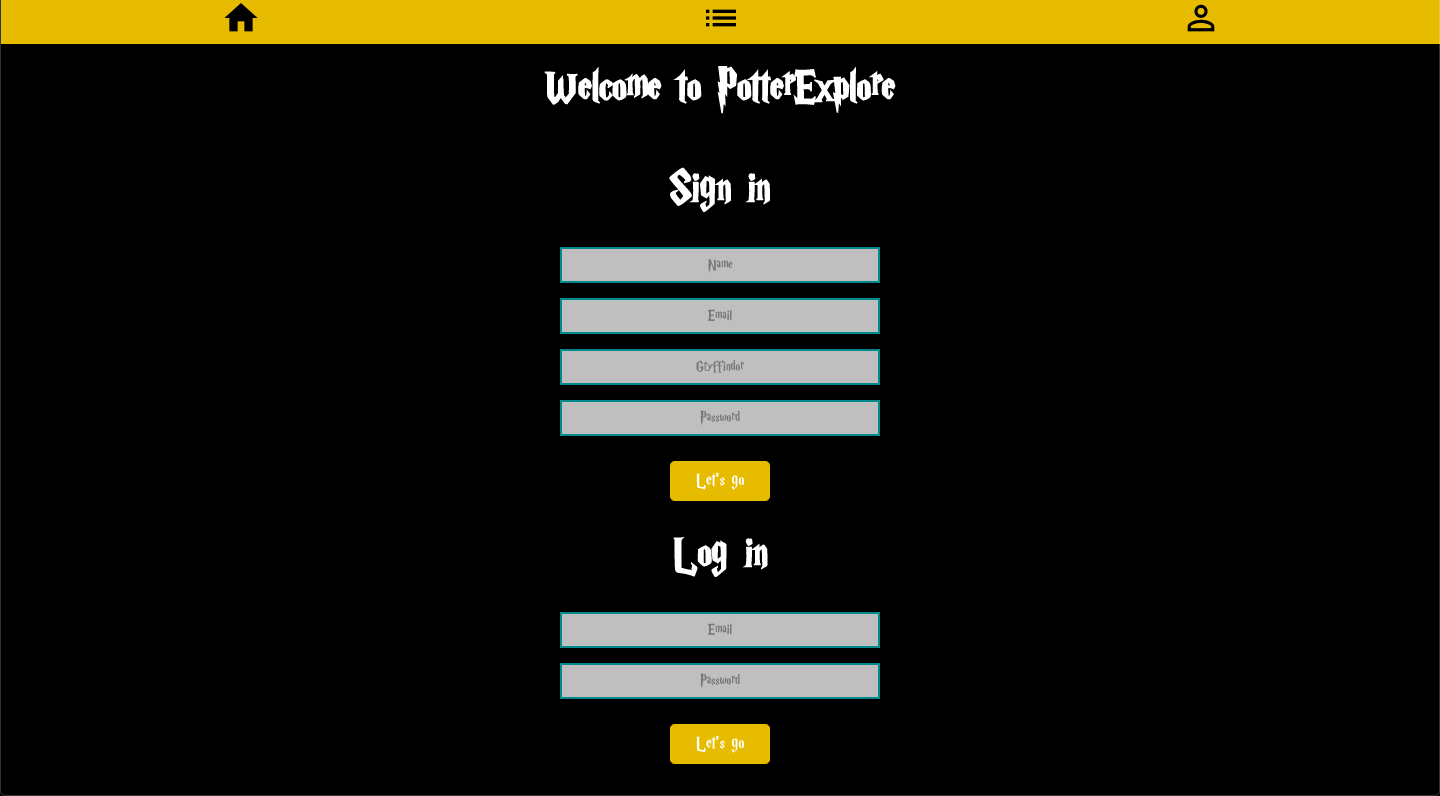 Welcome to PotterExplore
Sign in
Name
Email
Gryffindor
Password
Let's go
Log in
Email
Password
Let's go